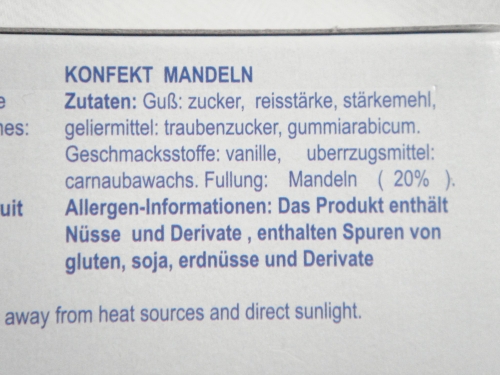 KONFEKT MANDELN
Zutaten: Guß: zucker, reisstärke, stärkemehl,
nes: geliermittel: traubenzucker, gummiarabicum.
Geschmacksstoffe: vanille, uberrzugsmittel:
carnaubawachs. Fullung: Mandeln ( 20% ).
uit Allergen-Informationen: Das Produkt enthält
Nüsse und Derivate , enthalten Spuren von
gluten, soja, erdnüsse und Derivate
away from heat sources and direct sunlight.